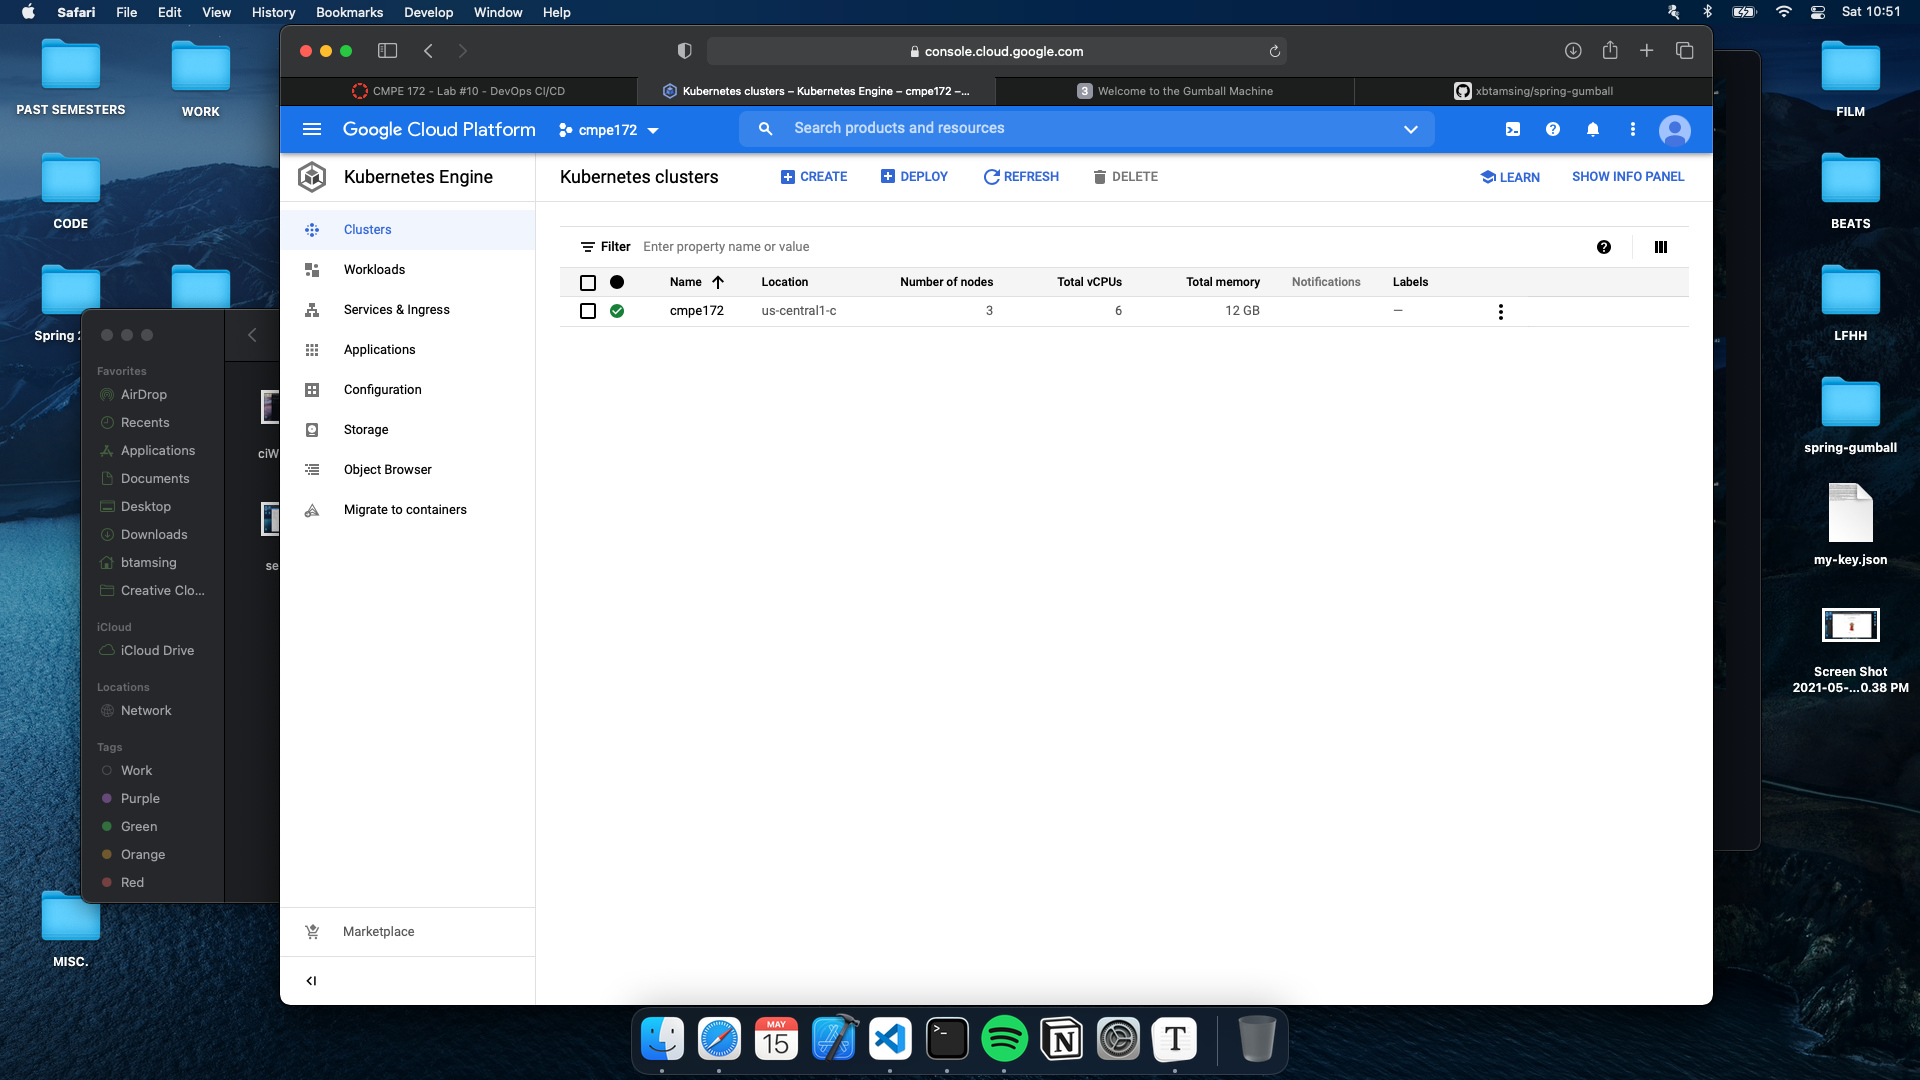 Safari File Edit View History Bookmarks Develop Window Help
Sat 10:51
PAST SEMESTERS
WORK
CODE
Spring
MISC.
Favorites
AirDrop
Recents
Applications
Documents
Desktop
Downloads
btamsing
Creative Clo...
iCloud
iCloud Drive
Locations
Network
Tags
Work
Purple
Green
Orange
Red
ciW
se
console.cloud.google.com
CMPE 172 - Lab #10 - DevOps CI/CD
Kubernetes clusters – Kubernetes Engine – cmpe172 –...
3 Welcome to the Gumball Machine
xbtamsing/spring-gumball
Google Cloud Platform
cmpe172
Search products and resources
Kubernetes Engine
Clusters
Workloads
Services & Ingress
Applications
Configuration
Storage
Object Browser
Migrate to containers
Marketplace
Kubernetes clusters
CREATE
DEPLOY
REFRESH
DELETE
LEARN
SHOW INFO PANEL
Filter Enter property name or value
Name Location Number of nodes Total vCPUs Total memory Notifications Labels
cmpe172 us-central1-c 3 6 12 GB —
FILM
BEATS
LFHH
spring-gumball
my-key.json
Screen Shot
2021-05-...0.38 PM
MAY
15